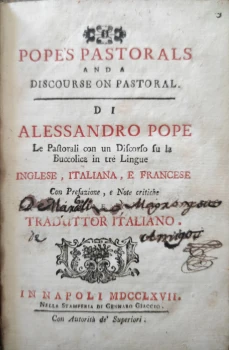 POPE'S PASTORALS
AND A
DISCOURSE ON PASTORAL.
DI
ALESSANDRO POPE
Le Pastorali con un Discorso su la
Buccolica in tre Lingue
INGLESE, ITALIANA, E FRANCESE
Con Prefazione, e Note critiche
TRADUTTOR ITALIANO.
IN NAPOLI MDCCLXVII.
NELLA STAMPERIA DI GENNARO GIACCIO.
Con Autorità de' Superiori.